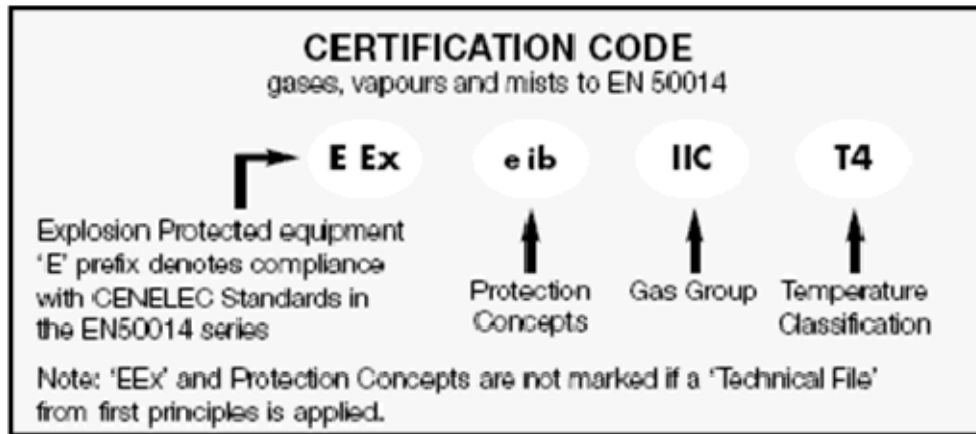 CERTIFICATION CODE
gases, vapours and mists to EN 50014
E Ex
e ib
IIC
T4
Explosion Protected equipment
‘E’ prefix denotes compliance
with CENELEC Standards in
the EN50014 series
Protection
Concepts
Gas Group
Temperature
Classification
Note: ‘EEx’ and Protection Concepts are not marked if a ‘Technical File’
from first principles is applied.